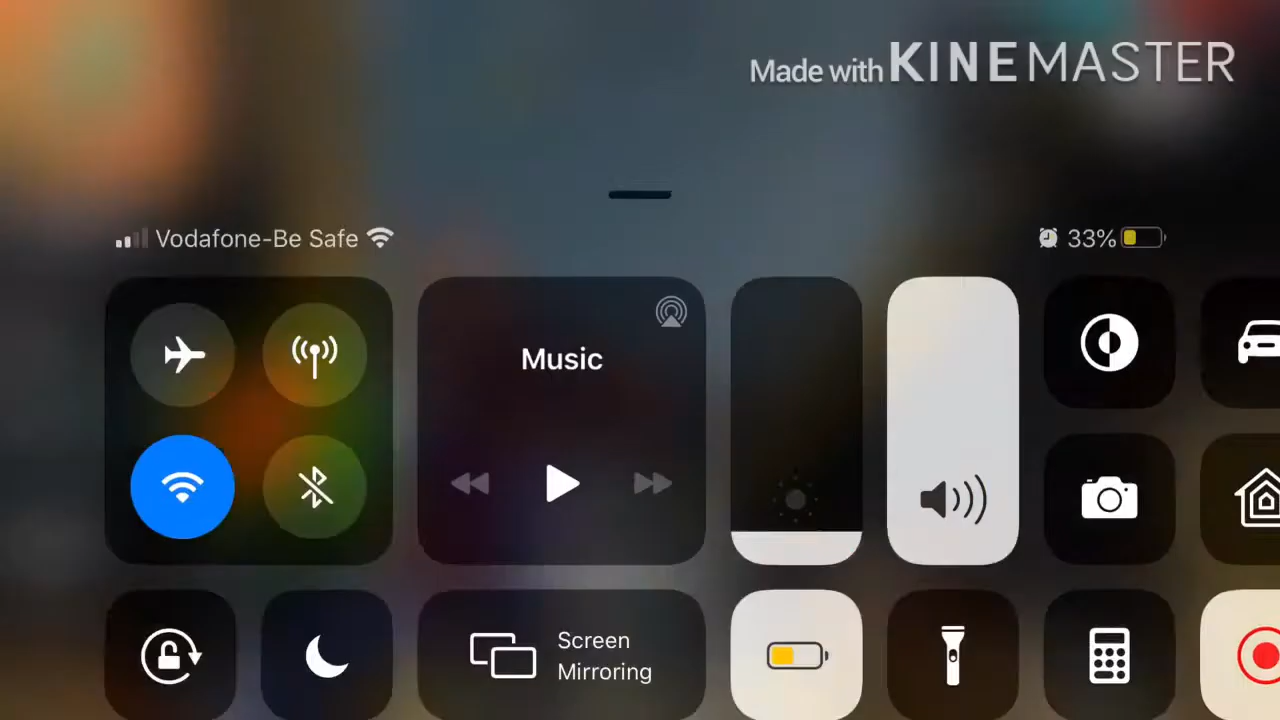 Made with KINEMASTER
Vodafone-Be Safe
33%
Music
Screen
Mirroring